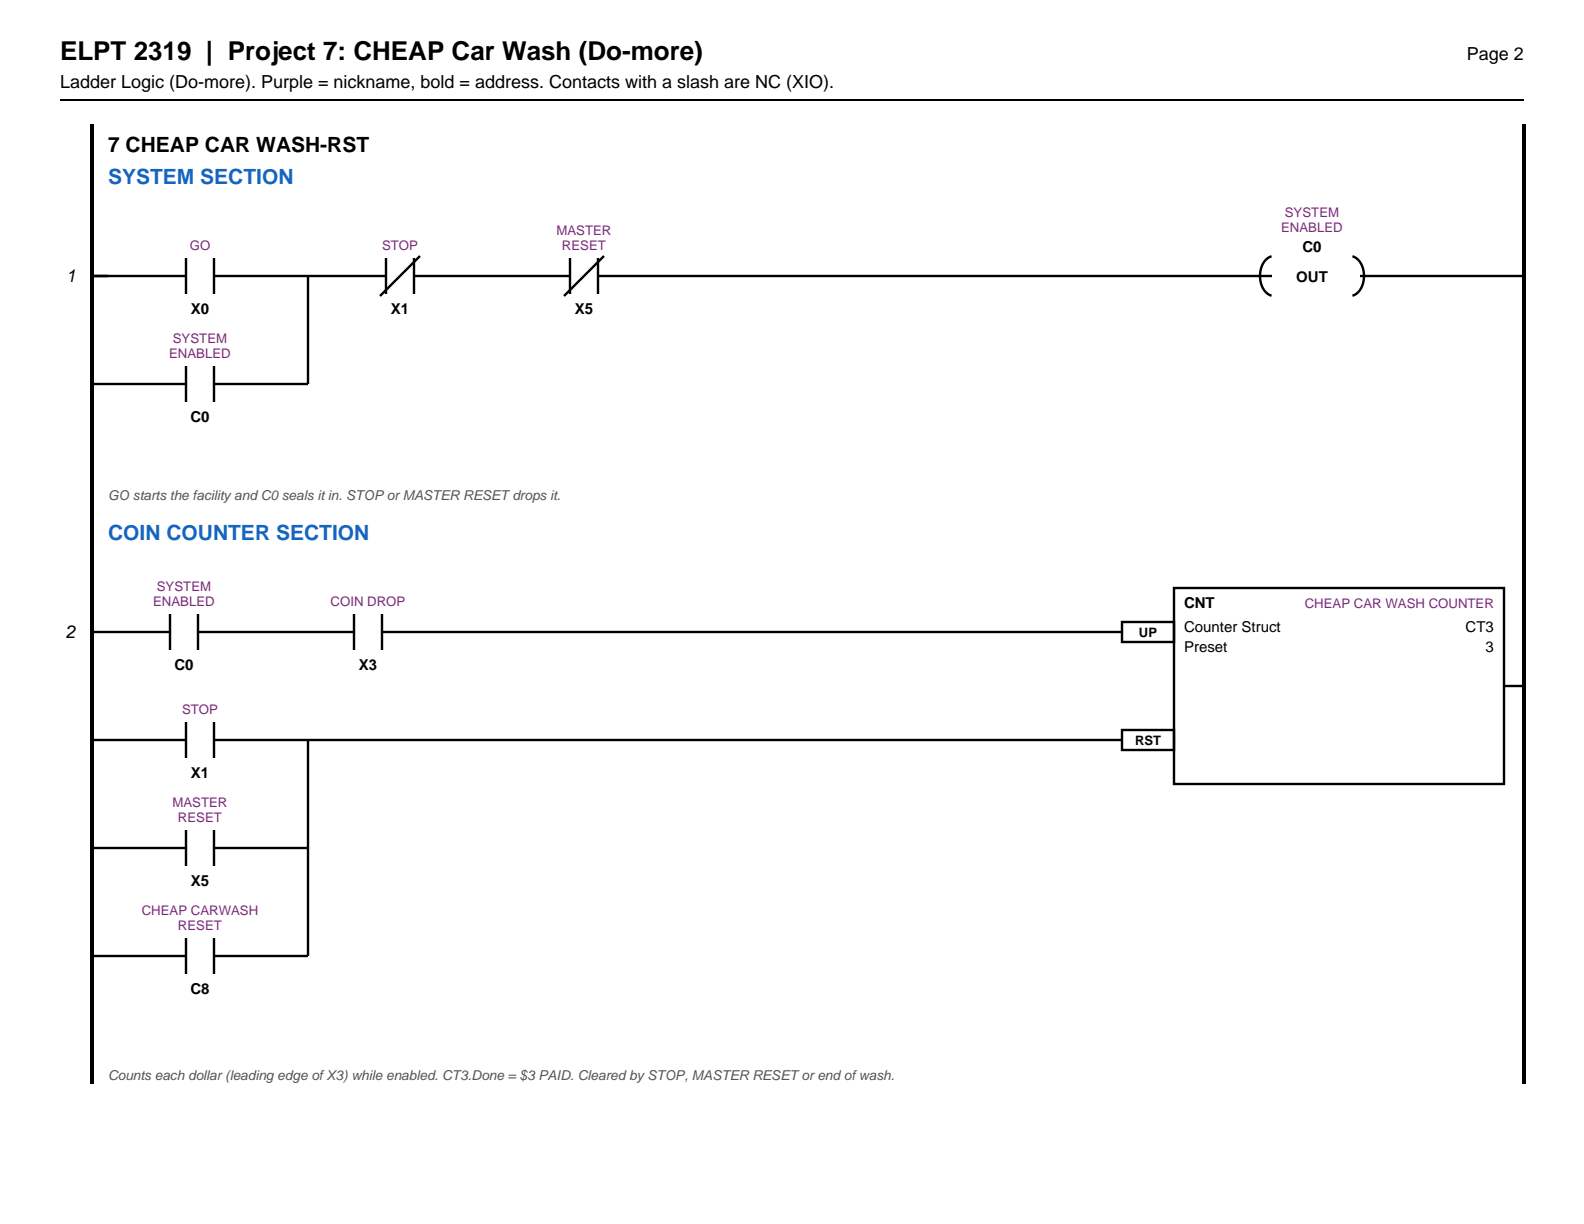 ELPT 2319 | Project 7: CHEAP Car Wash (Do-more)
Page 2
Ladder Logic (Do-more). Purple = nickname, bold = address. Contacts with a slash are NC (XIO).
7 CHEAP CAR WASH-RST
SYSTEM SECTION
SYSTEM
ENABLED
C0
OUT
MASTER
RESET
GO
STOP
1
X0
X1
X5
SYSTEM
ENABLED
C0
GO starts the facility and C0 seals it in. STOP or MASTER RESET drops it.
COIN COUNTER SECTION
SYSTEM
ENABLED
COIN DROP
2
C0
X3
UP
CNT
CHEAP CAR WASH COUNTER
Counter Struct
CT3
Preset
3
STOP
X1
RST
MASTER
RESET
X5
CHEAP CARWASH
RESET
C8
Counts each dollar (leading edge of X3) while enabled. CT3.Done = $3 PAID. Cleared by STOP, MASTER RESET or end of wash.